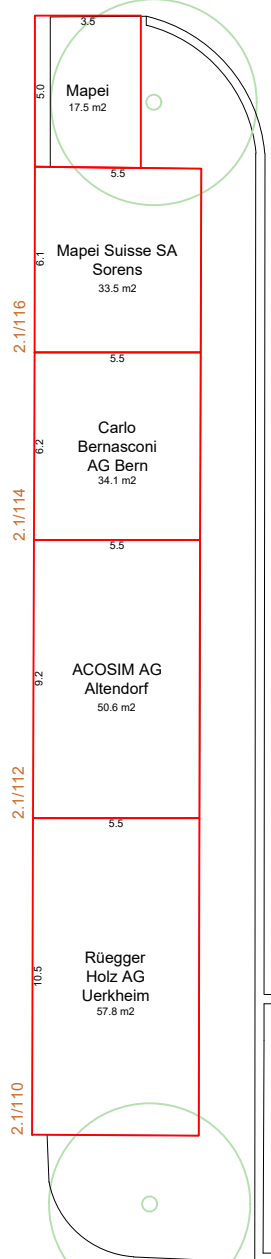 3.5
5.0
Mapei
17.5 m2
5.5
6.1
Mapei Suisse SA
Sorens
33.5 m2
2.1/116
5.5
6.2
Carlo
Bernasconi
AG Bern
34.1 m2
2.1/114
5.5
9.2
ACOSIM AG
Altendorf
50.6 m2
2.1/112
5.5
10.5
Rüegger
Holz AG
Uerkheim
57.8 m2
2.1/110